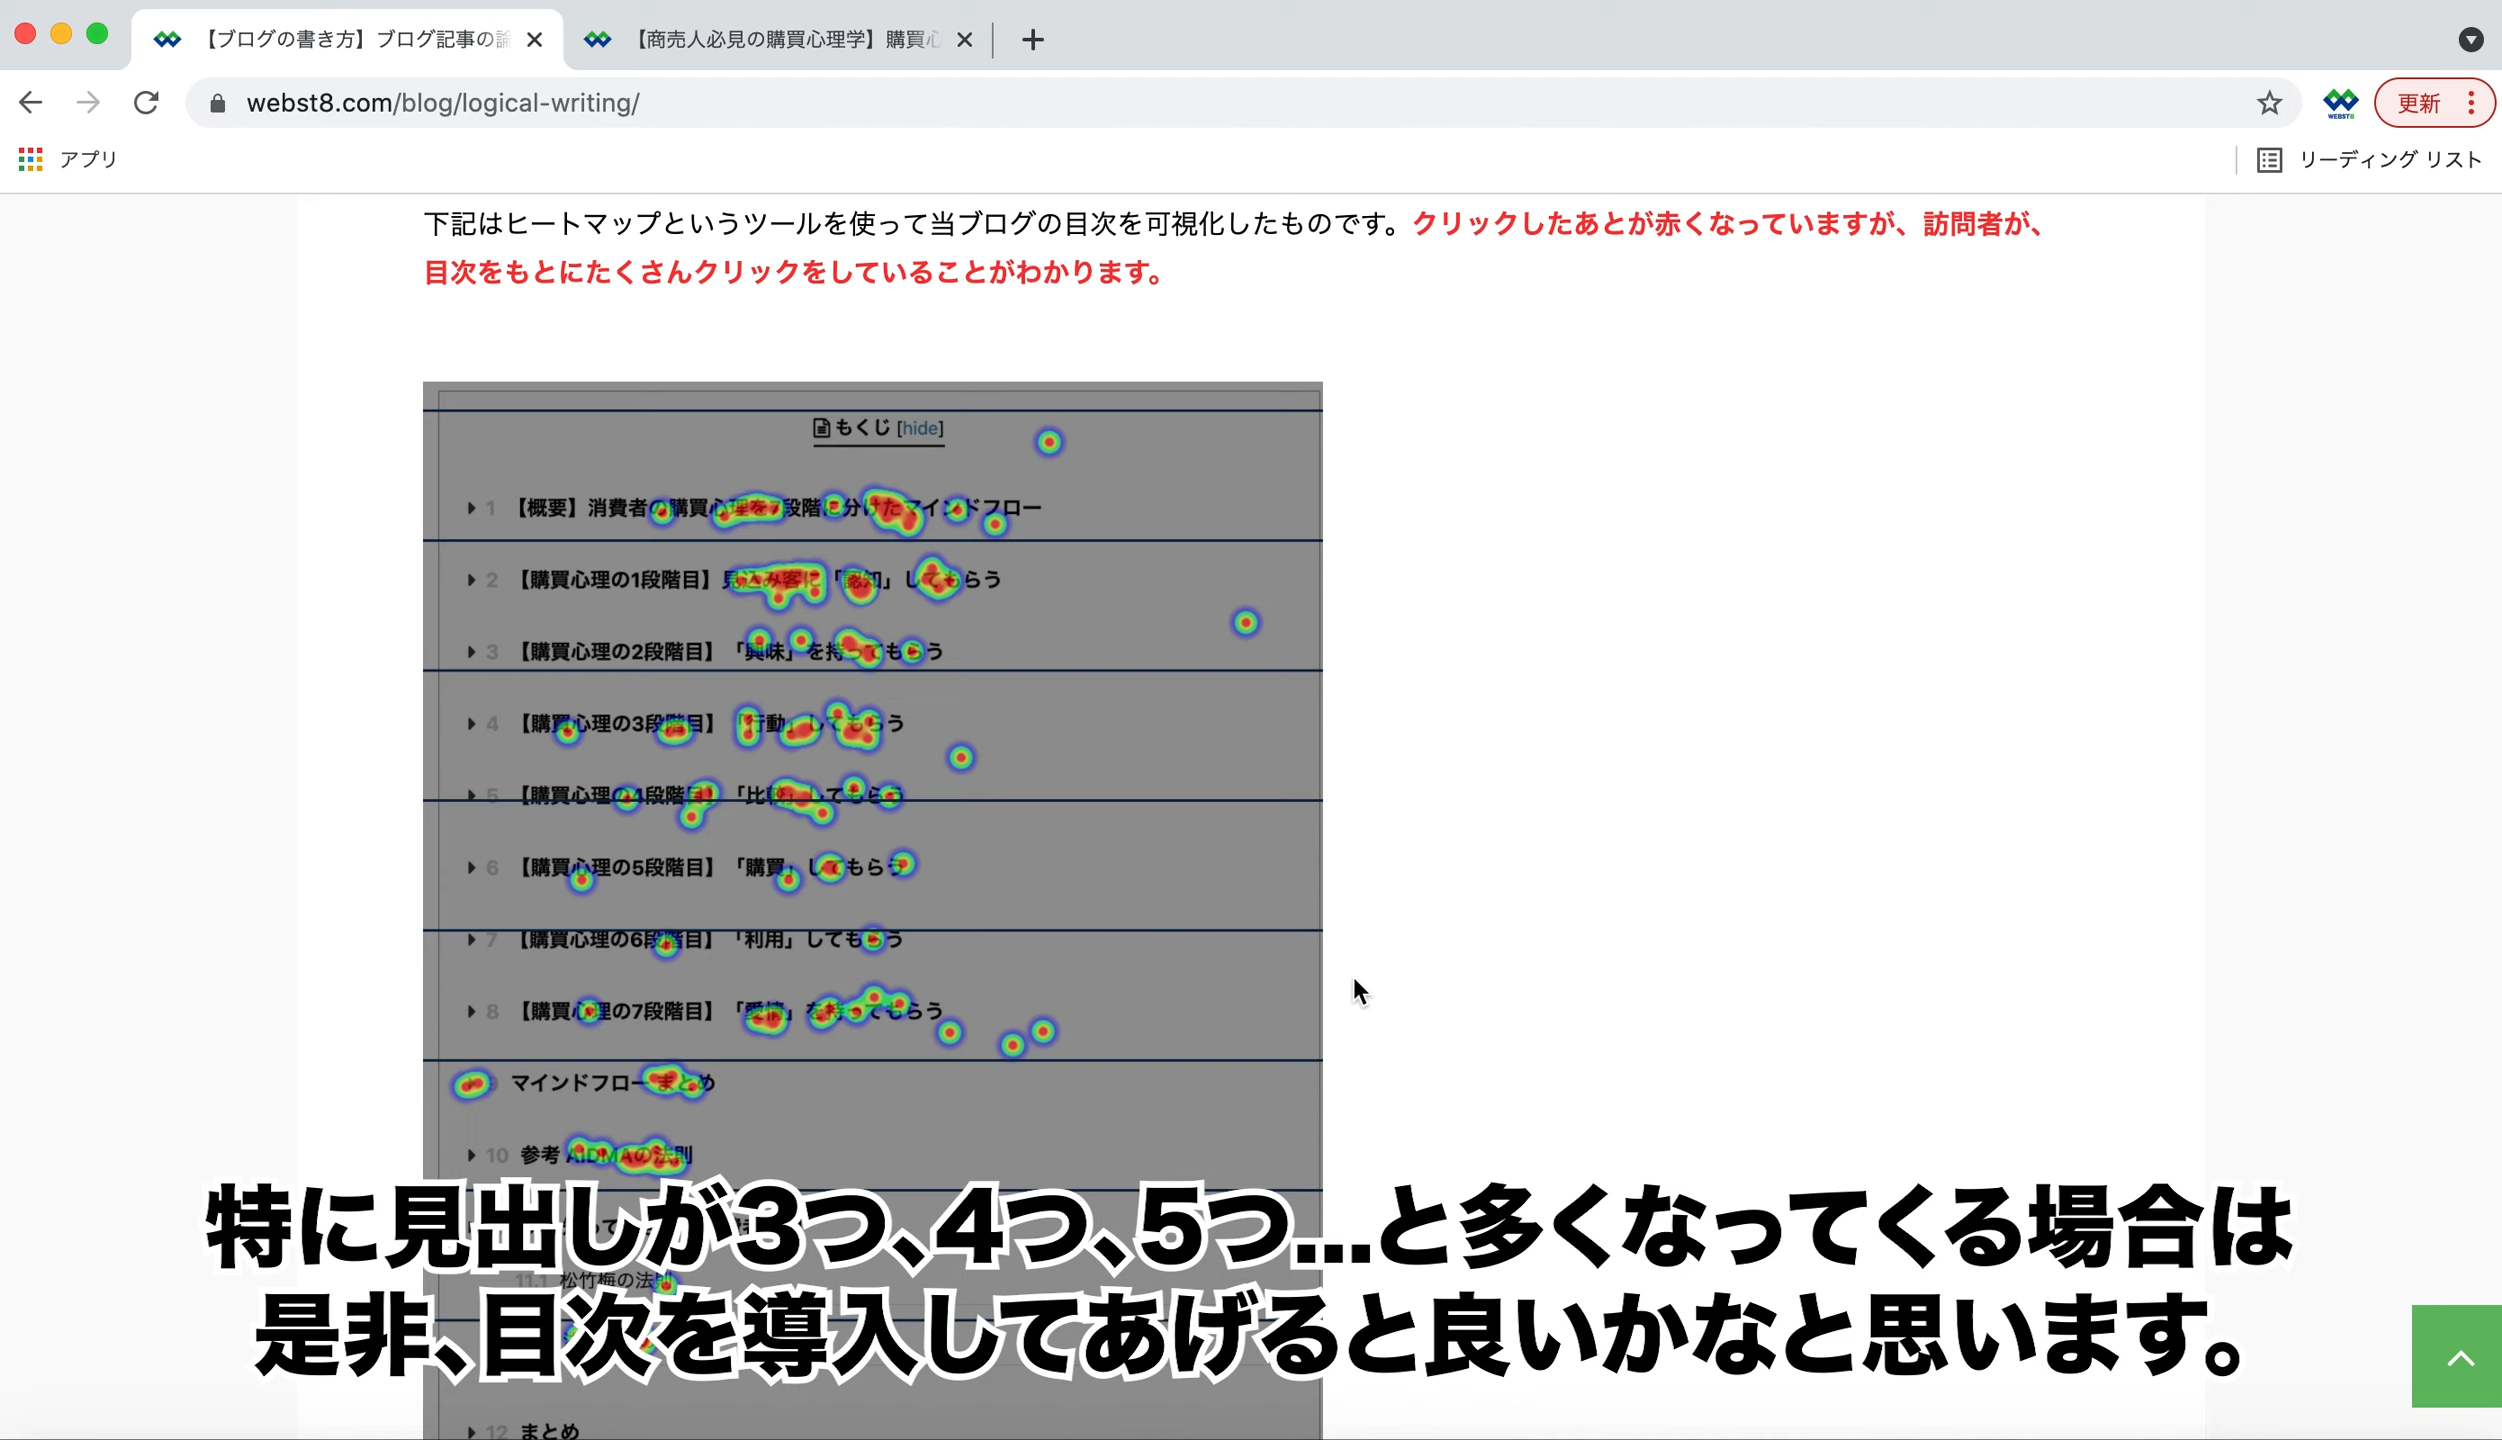 【ブログの書き方】ブログ記事の論
【商売人必見の購買心理学】購買心
webst8.com/blog/logical-writing/
WEBST8
更新
アプリ
リーディング リスト
下記はヒートマップというツールを使って当ブログの目次を可視化したものです。クリックしたあとが赤くなっていますが、訪問者が、
目次をもとにたくさんクリックをしていることがわかります。
もくじ [hide]
1 【概要】消費者の購買心理を7段階に分けたマインドフロー
2 【購買心理の1段階目】見込み客に「認知」してもらう
3 【購買心理の2段階目】「興味」を持ってもらう
4 【購買心理の3段階目】「行動」してもらう
5 【購買心理の4段階目】「比較」してもらう
6 【購買心理の5段階目】「購買」してもらう
7 【購買心理の6段階目】「利用」してもらう
8 【購買心理の7段階目】「愛情」を持ってもらう
9 マインドフローまとめ
10 参考 AIDMAの法則
11.1 松竹梅の法則
特に見出しが3つ、4つ、5つ...と多くなってくる場合は
是非、目次を導入してあげると良いかなと思います。
12 まとめ